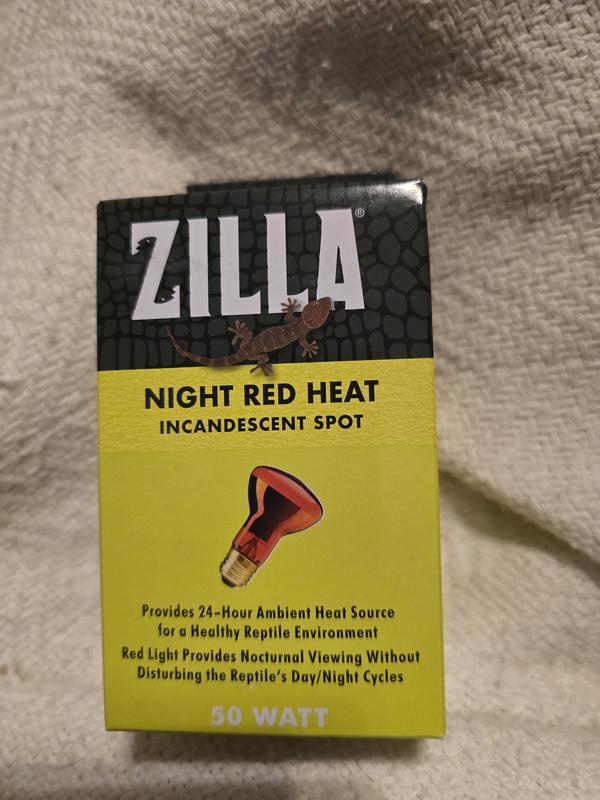 ZILLA®
NIGHT RED HEAT
INCANDESCENT SPOT
Provides 24-Hour Ambient Heat Source
for a Healthy Reptile Environment
Red Light Provides Nocturnal Viewing Without
Disturbing the Reptile's Day/Night Cycles
50 WATT